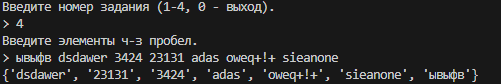 Введите номер задания (1-4, 0 - выход).
> 4
Введите элементы ч-з пробел.
> ывыфв dsdawer 3424 23131 adas oweq+!+ sieanone
{'dsdawer', '23131', '3424', 'adas', 'oweq+!+', 'sieanone', 'ывыфв'}